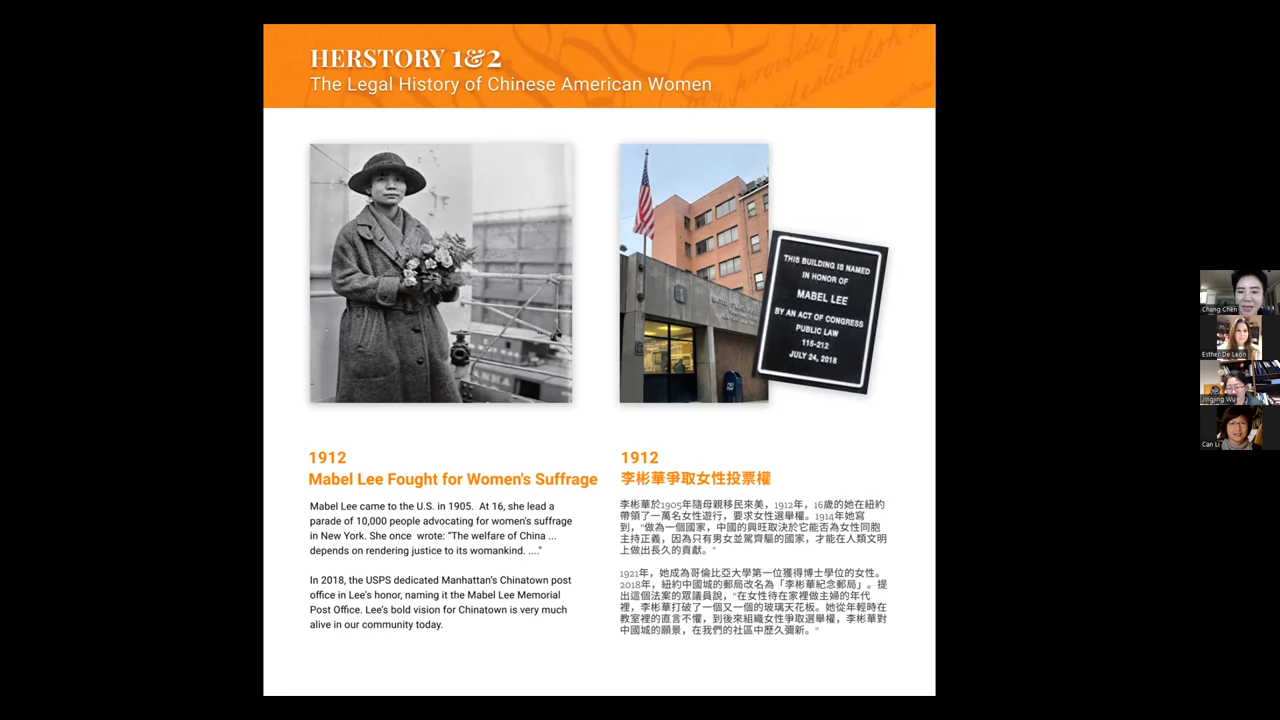 HERSTORY 1&2
The Legal History of Chinese American Women
THIS BUILDING IS NAMED
IN HONOR OF
MABEL LEE
BY AN ACT OF CONGRESS
PUBLIC LAW
115-212
JULY 24, 2018
1912
Mabel Lee Fought for Women's Suffrage
Mabel Lee came to the U.S. in 1905. At 16, she lead a
parade of 10,000 people advocating for women's suffrage
in New York. She once wrote: "The welfare of China ...
depends on rendering justice to its womankind. ...."
In 2018, the USPS dedicated Manhattan's Chinatown post
office in Lee's honor, naming it the Mabel Lee Memorial
Post Office. Lee's bold vision for Chinatown is very much
alive in our community today.
1912
李彬華爭取女性投票權
李彬華於1905年隨母親移民來美，1912年，16歲的她在紐約
帶領了一萬名女性遊行，要求女性選舉權。1914年她寫
到，"做為一個國家，中國的興旺取決於它能否為女性同胞
主持正義，因為只有男女並駕齊驅的國家，才能在人類文明
上做出長久的貢獻。"
1921年，她成為哥倫比亞大學第一位獲得博士學位的女性。
2018年，紐約中國城的郵局改名為「李彬華紀念郵局」。提
出這個法案的眾議員說，"在女性待在家裡做主婦的年代
裡，李彬華打破了一個又一個的玻璃天花板。她從年輕時在
教室裡的直言不懼，到後來組織女性爭取選舉權，李彬華對
中國城的願景，在我們的社區中歷久彌新。"
Chang Chen
Esther De Leon
Jingjing Wu
Can Li